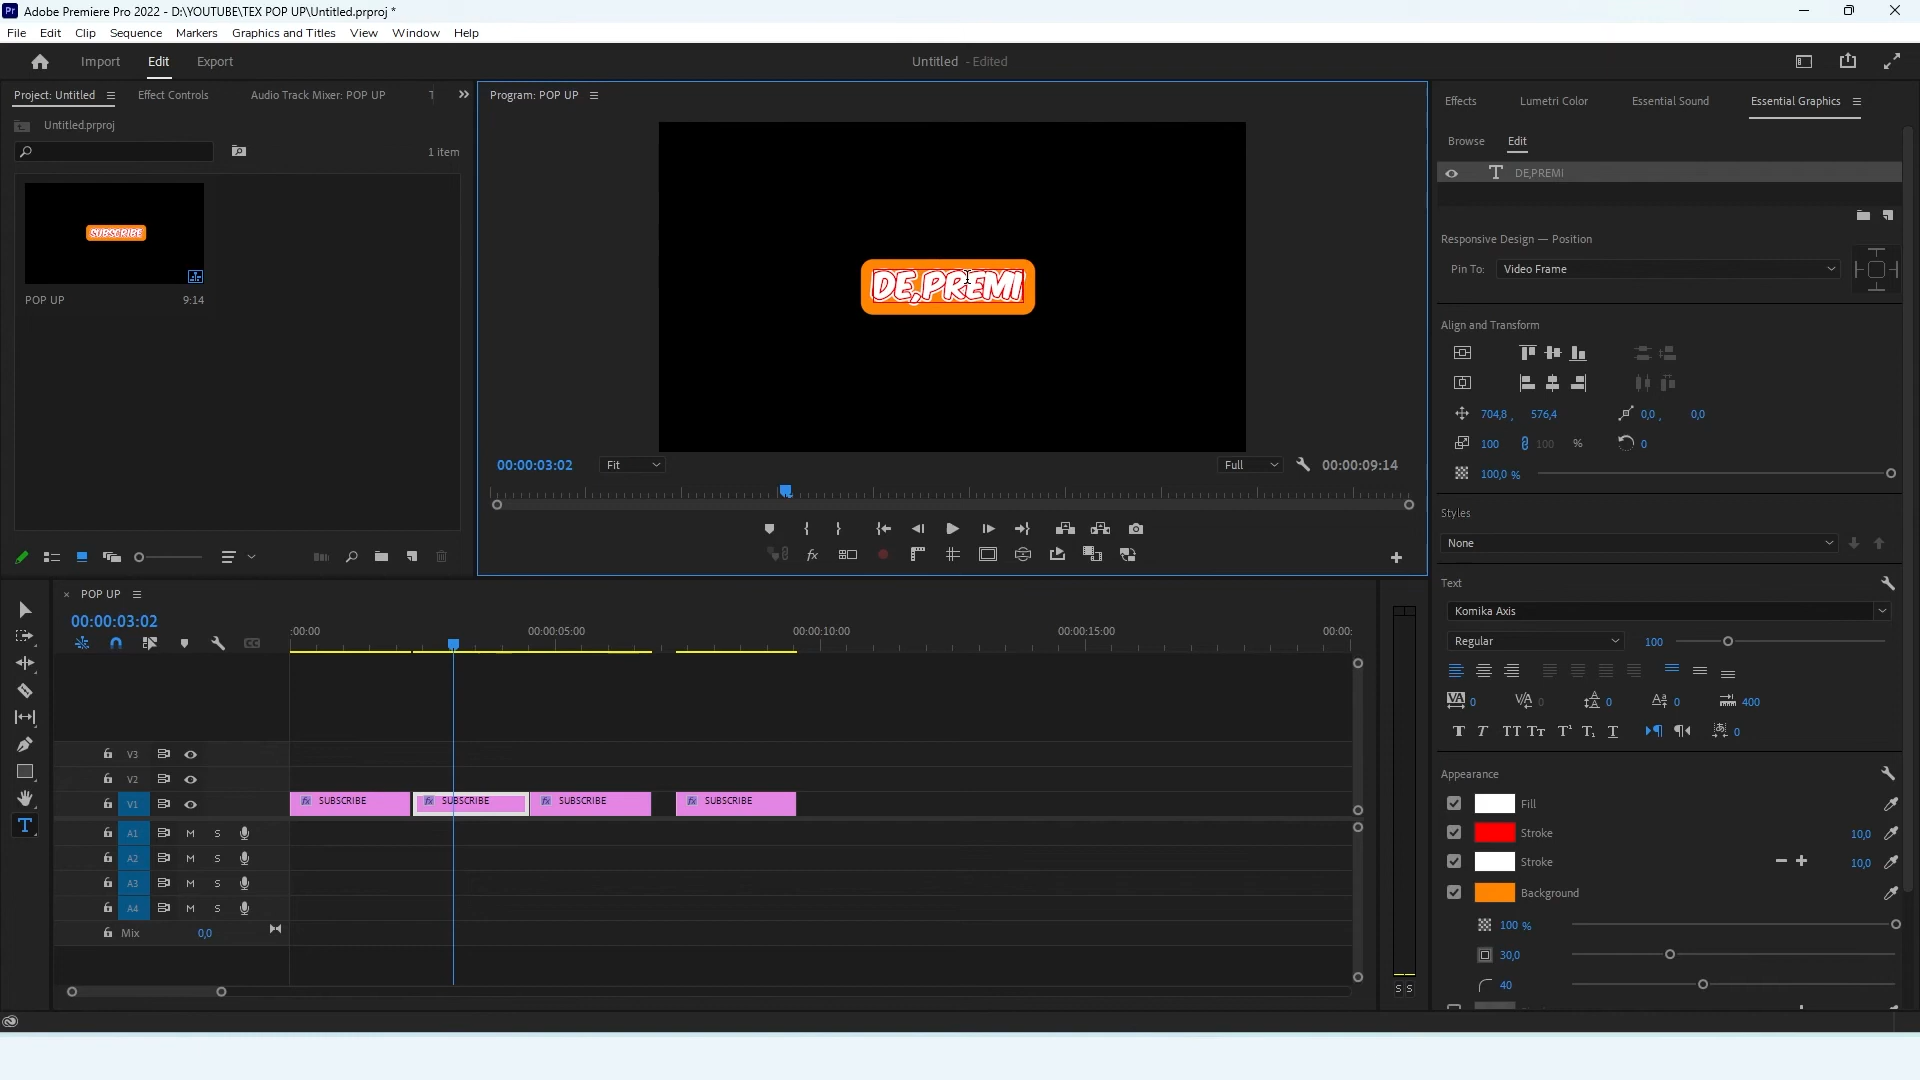 Adobe Premiere Pro 2022 - D:\YOUTUBE\TEX POP UP\Untitled.prproj *
File Edit Clip Sequence Markers Graphics and Titles View Window Help
Import Edit Export
Untitled - Edited
Project: Untitled Effect Controls Audio Track Mixer: POP UP
Untitled.prproj
1 item
SUBSCRIBE
POP UP 9:14
Program: POP UP
DE,PREMI
00:00:03:02 Fit Full 00:00:09:14
Effects Lumetri Color Essential Sound Essential Graphics
Browse Edit
T DE,PREMI
Responsive Design — Position
Pin To: Video Frame
Align and Transform
704,8 , 576,4 0,0 , 0,0
100 100 % 0
100,0 %
Styles
None
Text
Komika Axis
Regular 100
0 0 0 0 400
0
Appearance
Fill
Stroke 10,0
Stroke 10,0
Background
100 %
30,0
40
POP UP
00:00:03:02
:00:00 00:00:05:00 00:00:10:00 00:00:15:00 00:00:
V3
V2
V1 fx SUBSCRIBE fx SUBSCRIBE fx SUBSCRIBE fx SUBSCRIBE
A1 M S
A2 M S
A3 M S
A4 M S
Mix 0,0
S S